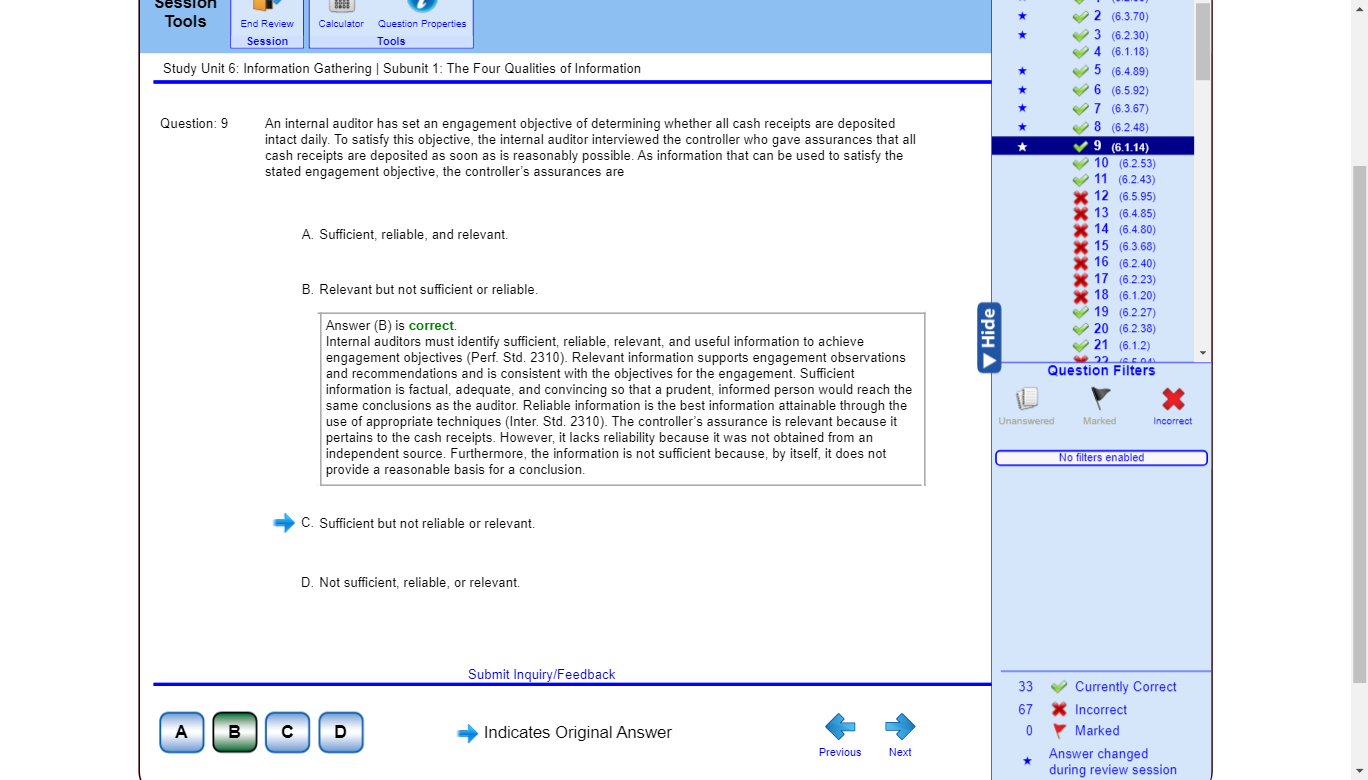 Session
Tools
End Review
Session
Calculator
Question Properties
Tools
Study Unit 6: Information Gathering | Subunit 1: The Four Qualities of Information
Question: 9
An internal auditor has set an engagement objective of determining whether all cash receipts are deposited
intact daily. To satisfy this objective, the internal auditor interviewed the controller who gave assurances that all
cash receipts are deposited as soon as is reasonably possible. As information that can be used to satisfy the
stated engagement objective, the controller's assurances are
A. Sufficient, reliable, and relevant.
B. Relevant but not sufficient or reliable.
Answer (B) is correct.
Internal auditors must identify sufficient, reliable, relevant, and useful information to achieve
engagement objectives (Perf. Std. 2310). Relevant information supports engagement observations
and recommendations and is consistent with the objectives for the engagement. Sufficient
information is factual, adequate, and convincing so that a prudent, informed person would reach the
same conclusions as the auditor. Reliable information is the best information attainable through the
use of appropriate techniques (Inter. Std. 2310). The controller's assurance is relevant because it
pertains to the cash receipts. However, it lacks reliability because it was not obtained from an
independent source. Furthermore, the information is not sufficient because, by itself, it does not
provide a reasonable basis for a conclusion.
C. Sufficient but not reliable or relevant.
D. Not sufficient, reliable, or relevant.
Submit Inquiry/Feedback
A
B
C
D
Indicates Original Answer
Previous
Next
2 (6.3.70)
3 (6.2.30)
4 (6.1.18)
5 (6.4.89)
6 (6.5.92)
7 (6.3.67)
8 (6.2.48)
9 (6.1.14)
10 (6.2.53)
11 (6.2.43)
12 (6.5.95)
13 (6.4.85)
14 (6.4.80)
15 (6.3.68)
16 (6.2.40)
17 (6.2.23)
18 (6.1.20)
19 (6.2.27)
20 (6.2.38)
21 (6.1.2)
22 (6.5.94)
Hide
Question Filters
Unanswered
Marked
Incorrect
No filters enabled
33 Currently Correct
67 Incorrect
0 Marked
Answer changed
during review session